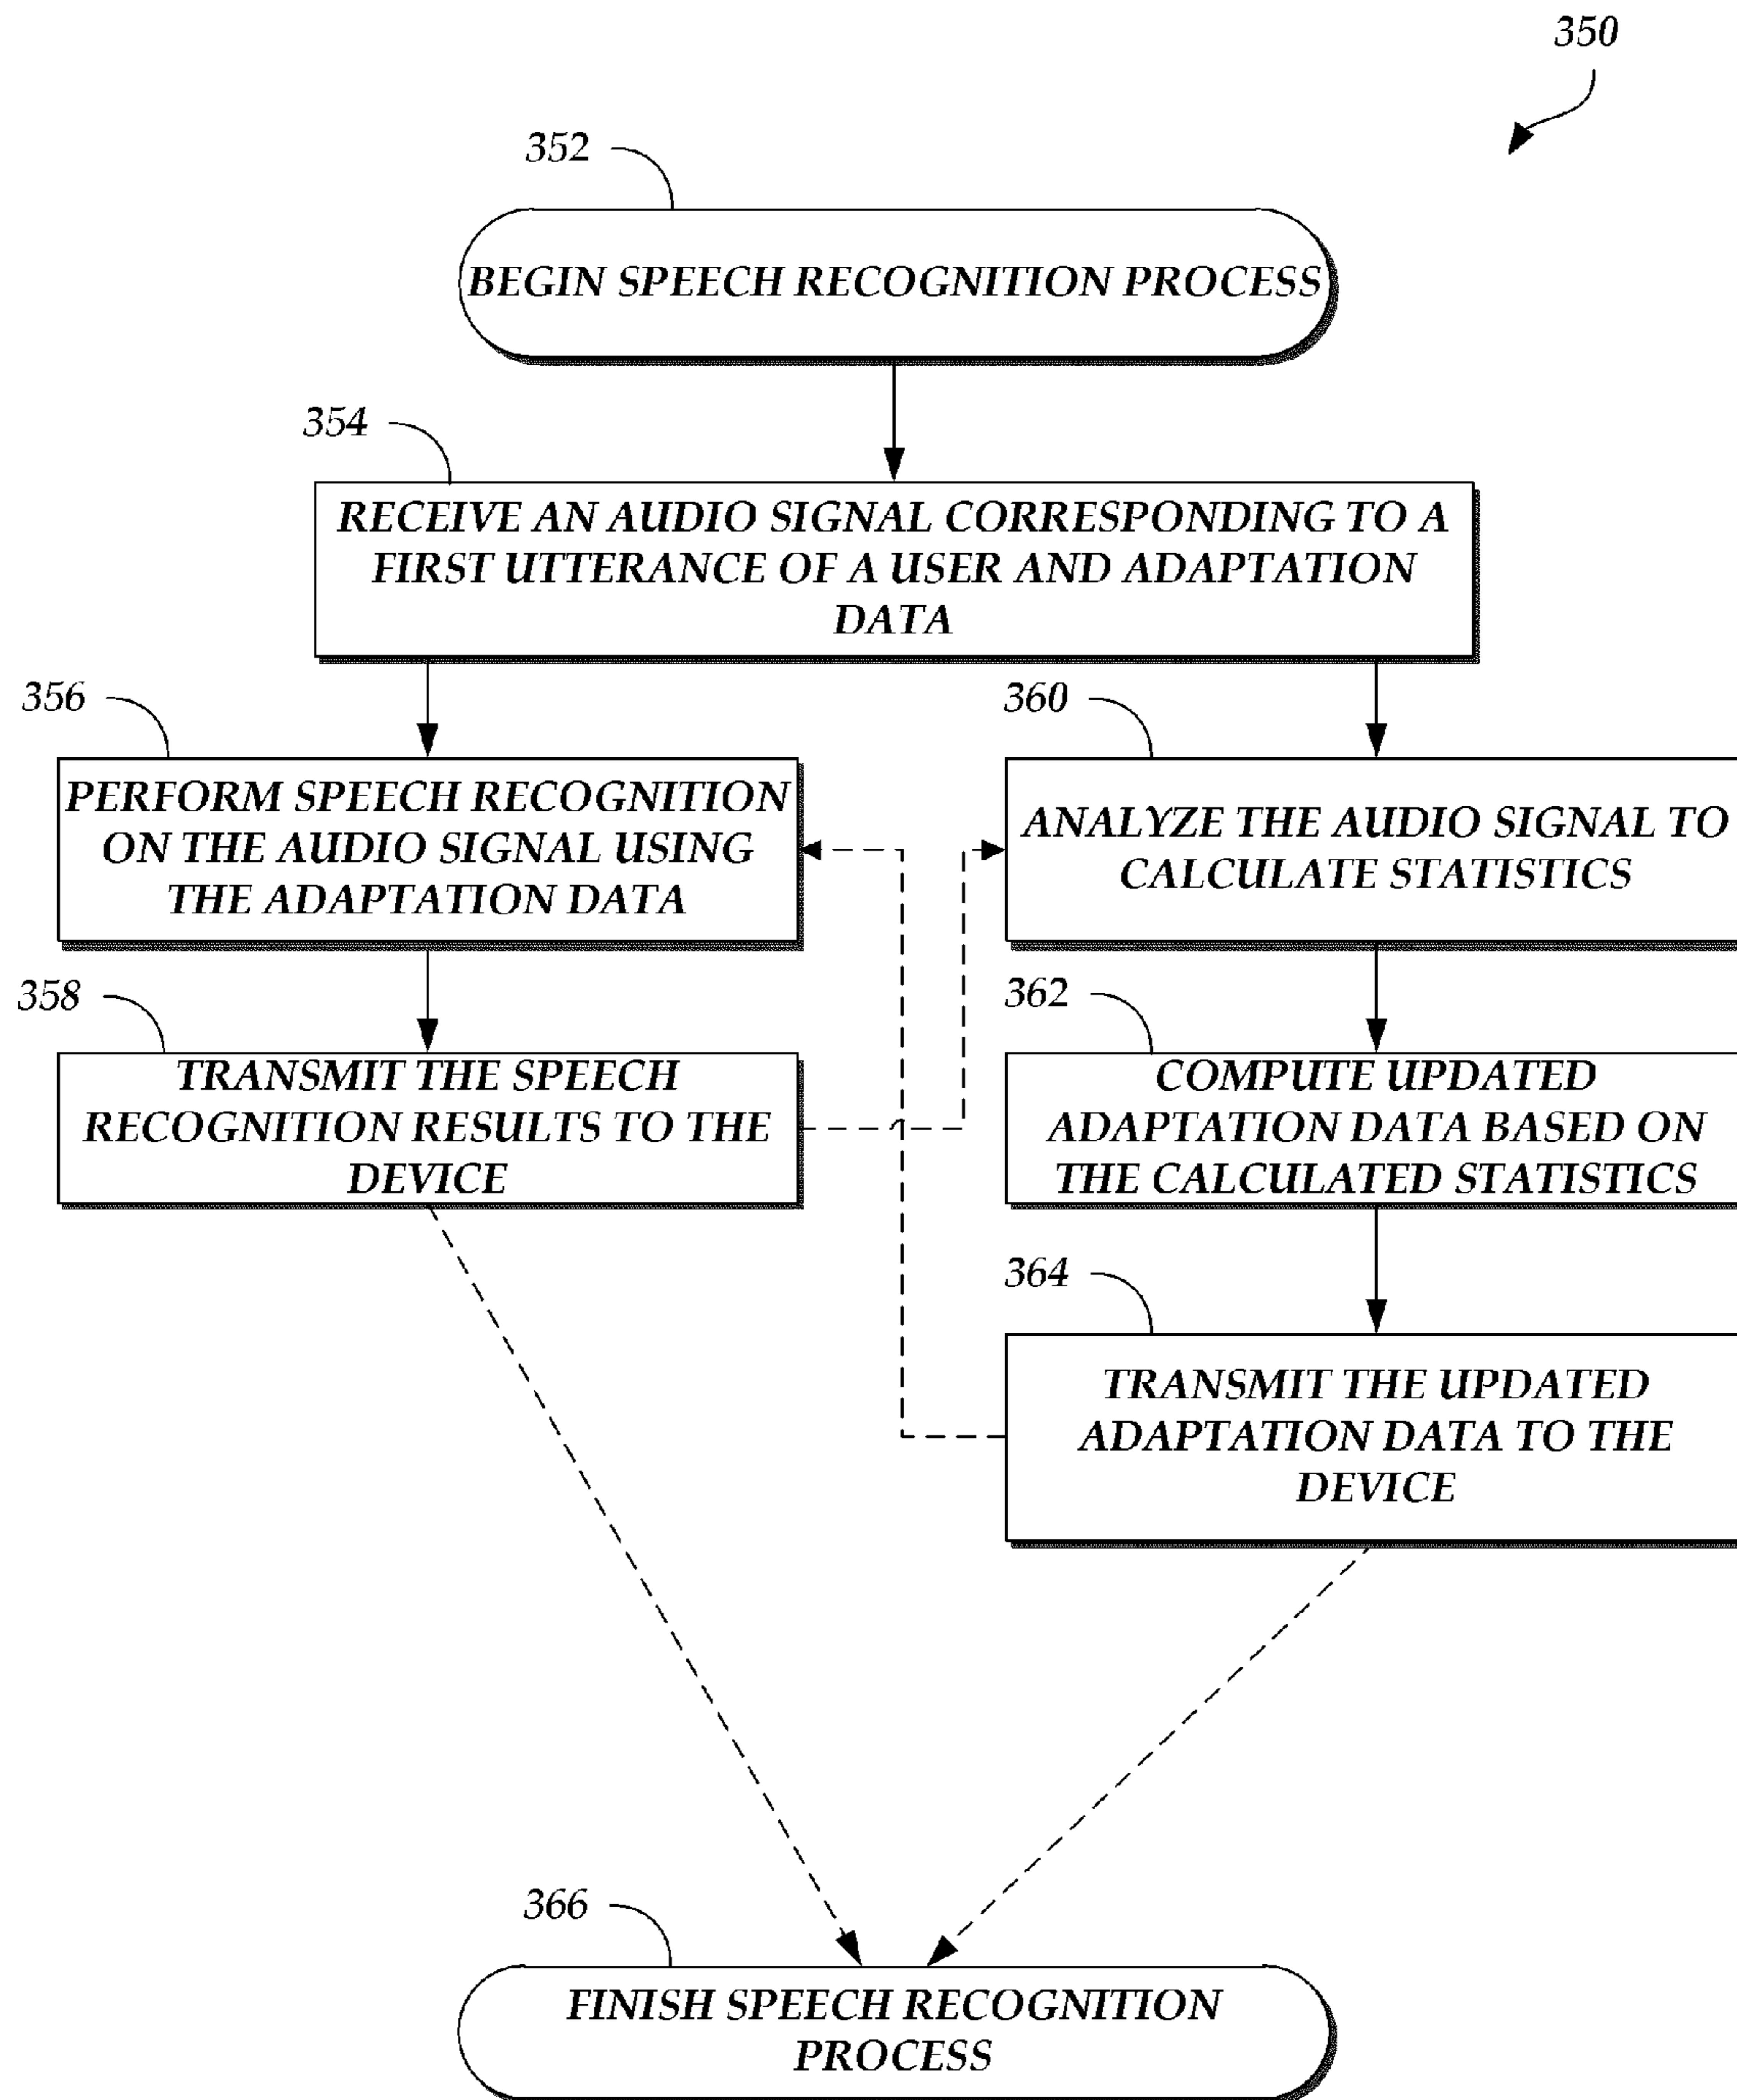 350
352
BEGIN SPEECH RECOGNITION PROCESS
354
RECEIVE AN AUDIO SIGNAL CORRESPONDING TO A
FIRST UTTERANCE OF A USER AND ADAPTATION
DATA
356
PERFORM SPEECH RECOGNITION
ON THE AUDIO SIGNAL USING
THE ADAPTATION DATA
360
ANALYZE THE AUDIO SIGNAL TO
CALCULATE STATISTICS
358
TRANSMIT THE SPEECH
RECOGNITION RESULTS TO THE
DEVICE
362
COMPUTE UPDATED
ADAPTATION DATA BASED ON
THE CALCULATED STATISTICS
364
TRANSMIT THE UPDATED
ADAPTATION DATA TO THE
DEVICE
366
FINISH SPEECH RECOGNITION
PROCESS